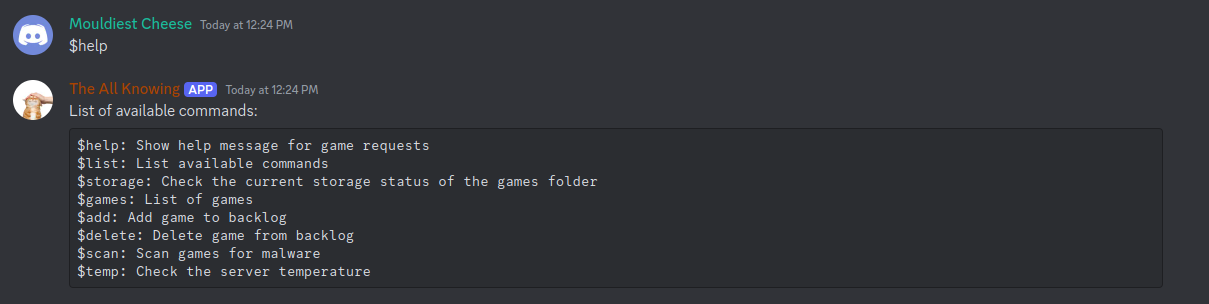 Mouldiest Cheese Today at 12:24 PM
$help
The All Knowing APP Today at 12:24 PM
List of available commands:
$help: Show help message for game requests
$list: List available commands
$storage: Check the current storage status of the games folder
$games: List of games
$add: Add game to backlog
$delete: Delete game from backlog
$scan: Scan games for malware
$temp: Check the server temperature